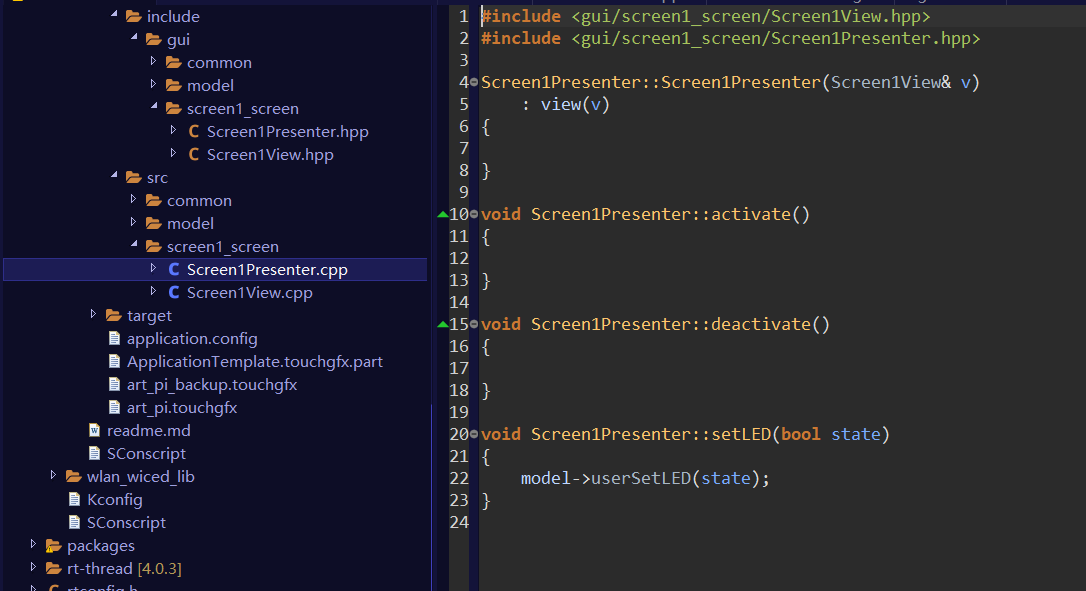 include
gui
common
model
screen1_screen
Screen1Presenter.hpp
Screen1View.hpp
src
common
model
screen1_screen
Screen1Presenter.cpp
Screen1View.cpp
target
application.config
ApplicationTemplate.touchgfx.part
art_pi_backup.touchgfx
art_pi.touchgfx
readme.md
SConscript
wlan_wiced_lib
Kconfig
SConscript
packages
rt-thread [4.0.3]
rtconfig.h
1 #include <gui/screen1_screen/Screen1View.hpp>
2 #include <gui/screen1_screen/Screen1Presenter.hpp>
3
4 Screen1Presenter::Screen1Presenter(Screen1View& v)
5 : view(v)
6 {
7
8 }
9
10 void Screen1Presenter::activate()
11 {
12
13 }
14
15 void Screen1Presenter::deactivate()
16 {
17
18 }
19
20 void Screen1Presenter::setLED(bool state)
21 {
22 model->userSetLED(state);
23 }
24